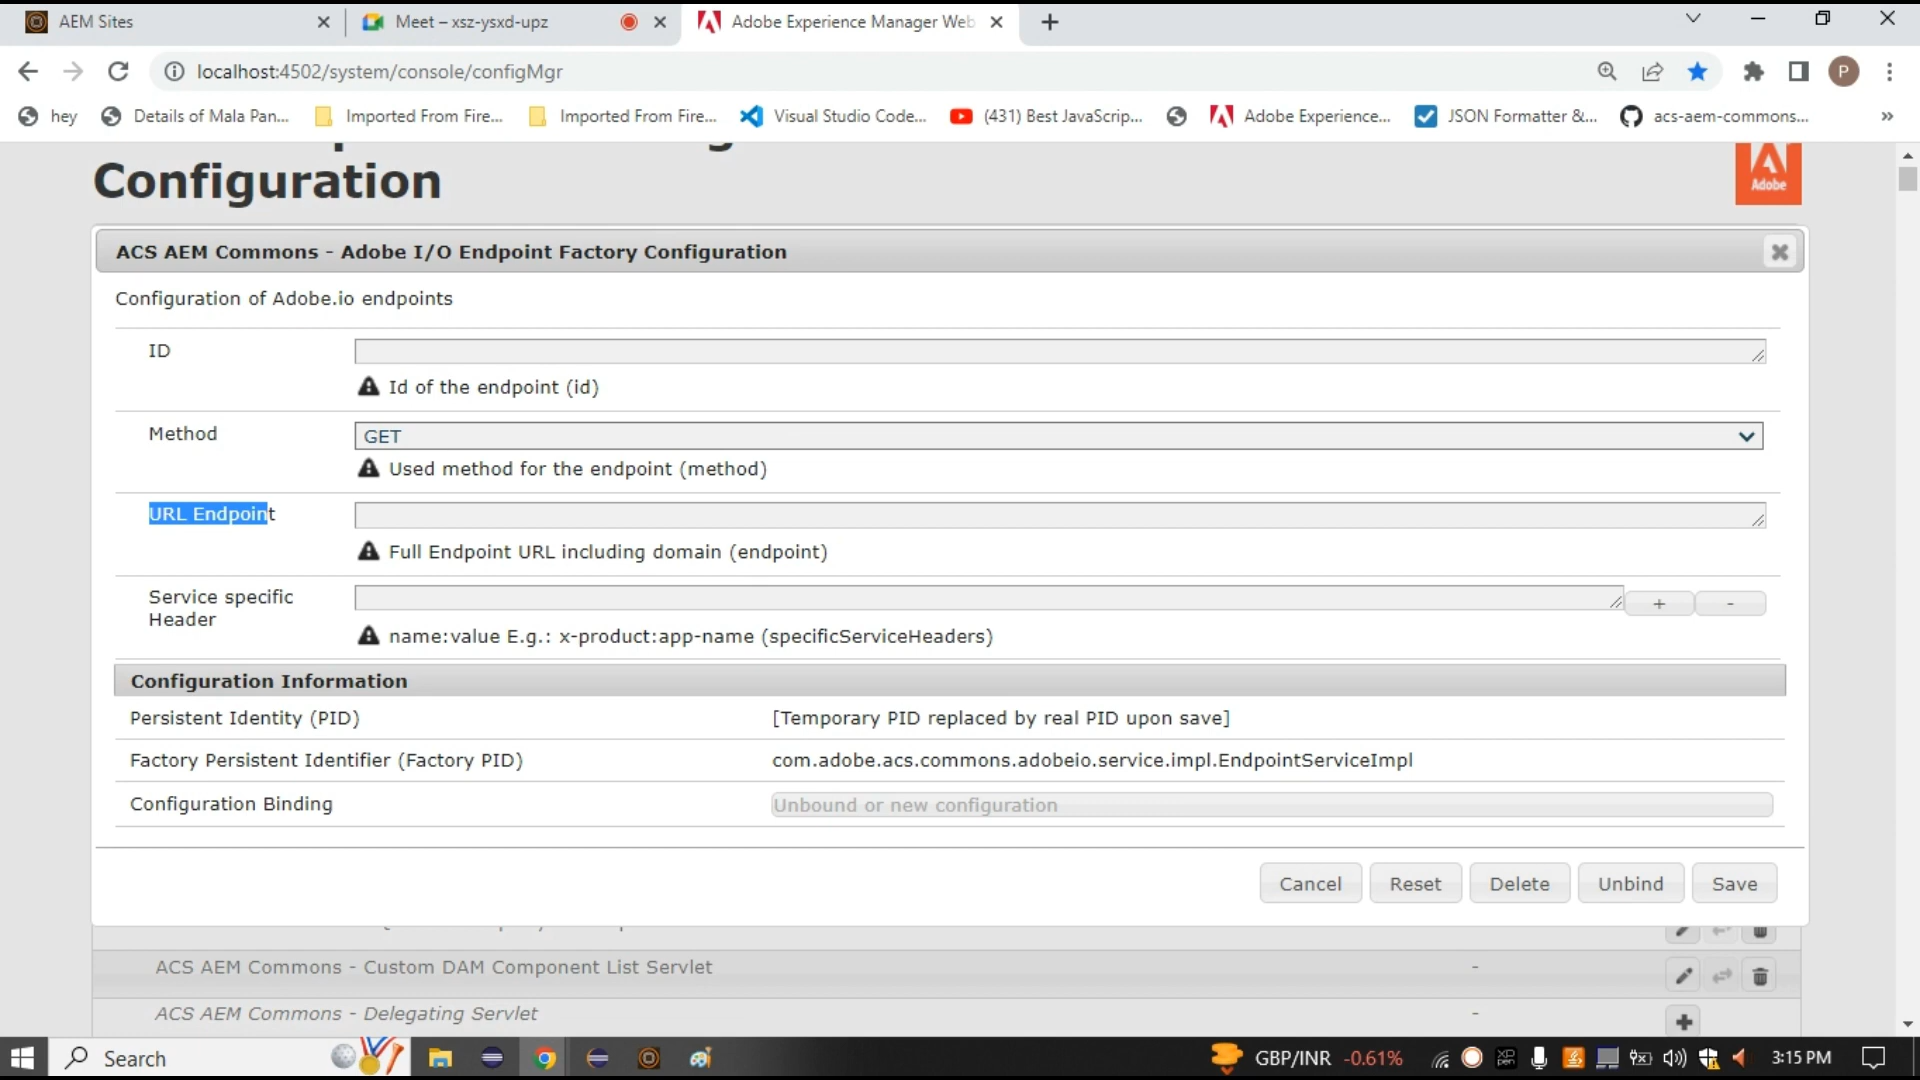 AEM Sites
Meet – xsz-ysxd-upz
Adobe Experience Manager Web
localhost:4502/system/console/configMgr
P
hey
Details of Mala Pan...
Imported From Fire...
Imported From Fire...
Visual Studio Code...
(431) Best JavaScrip...
Adobe Experience...
JSON Formatter &...
acs-aem-commons...
»
Configuration
Adobe
ACS AEM Commons - Adobe I/O Endpoint Factory Configuration
Configuration of Adobe.io endpoints
ID
Id of the endpoint (id)
Method
GET
Used method for the endpoint (method)
URL Endpoint
Full Endpoint URL including domain (endpoint)
Service specific
Header
+
-
name:value E.g.: x-product:app-name (specificServiceHeaders)
Configuration Information
Persistent Identity (PID)
[Temporary PID replaced by real PID upon save]
Factory Persistent Identifier (Factory PID)
com.adobe.acs.commons.adobeio.service.impl.EndpointServiceImpl
Configuration Binding
Unbound or new configuration
Cancel
Reset
Delete
Unbind
Save
ACS AEM Commons - Custom DAM Component List Servlet
-
ACS AEM Commons - Delegating Servlet
-
Search
GBP/INR -0.61%
3:15 PM